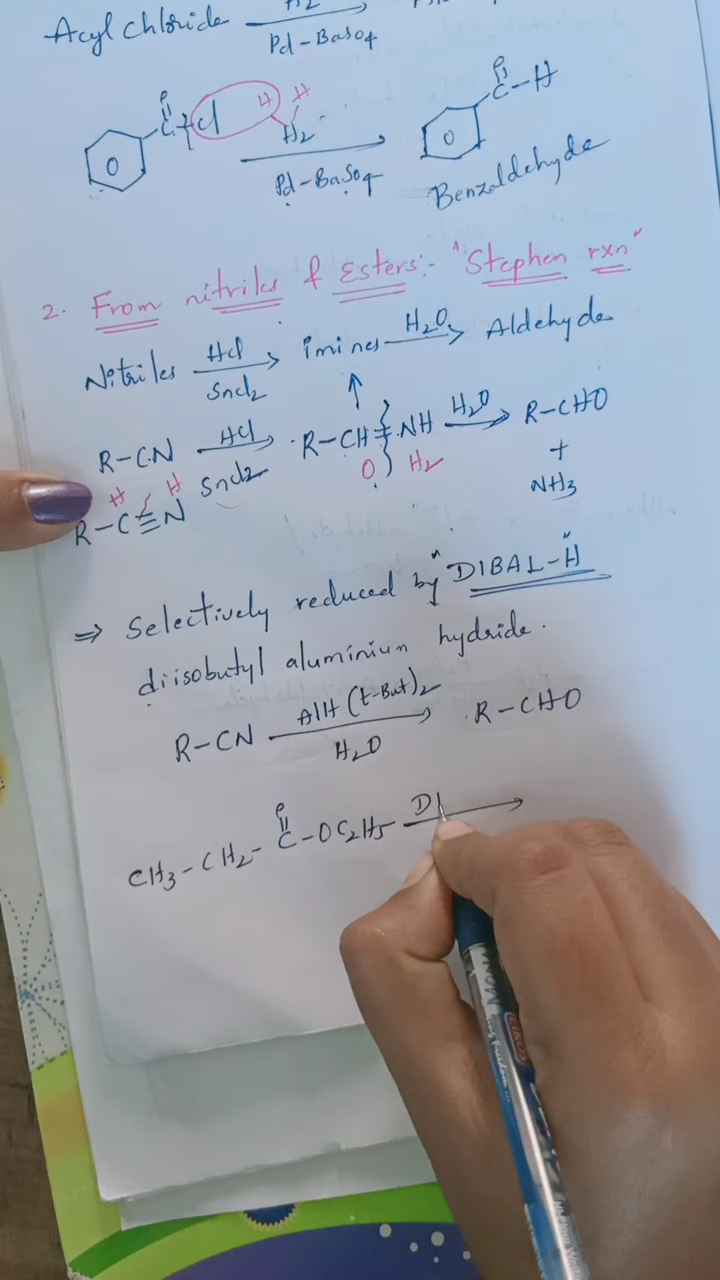 Acyl chloride H2
Pd-BaSO4
O
C Cl H H O
C-H
H2
Pd-BaSO4
Benzaldehyde
2. From nitriles & Esters:- "Stephen rxn"
Nitriles HCl SnCl2 imines H2O Aldehyde
R-CN HCl SnCl2 R-CH=NH H2O R-CHO
O H2 +
NH3
H H
R-C≡N
⇒ Selectively reduced by "DIBAL-H"
diisobutyl aluminium hydride.
R-CN AlH(t-But)2 H2O R-CHO
O
CH3-CH2-C-OC2H5 DI